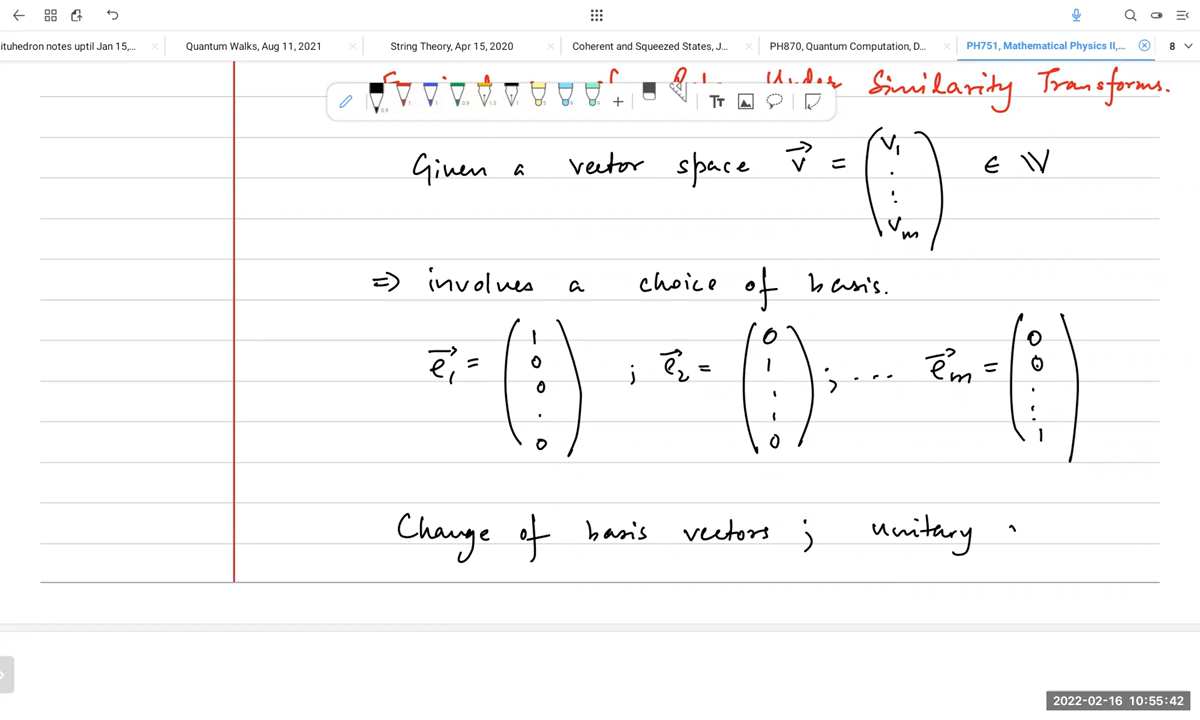 ituhedron notes uptil Jan 15,... Quantum Walks, Aug 11, 2021 String Theory, Apr 15, 2020 Coherent and Squeezed States, J... PH870, Quantum Computation, D... PH751, Mathematical Physics II,... 8
Under Similarity Transforms.
Given a vector space v⃗ = (v₁ . : vₘ) ∈ V
=> involves a choice of basis.
e⃗₁ = (1 0 0 . 0) ; e⃗₂ = (0 1 ' ' 0) ; ... e⃗ₘ = (0 0 . : 1)
Change of basis vectors ; unitary
2022-02-16 10:55:42